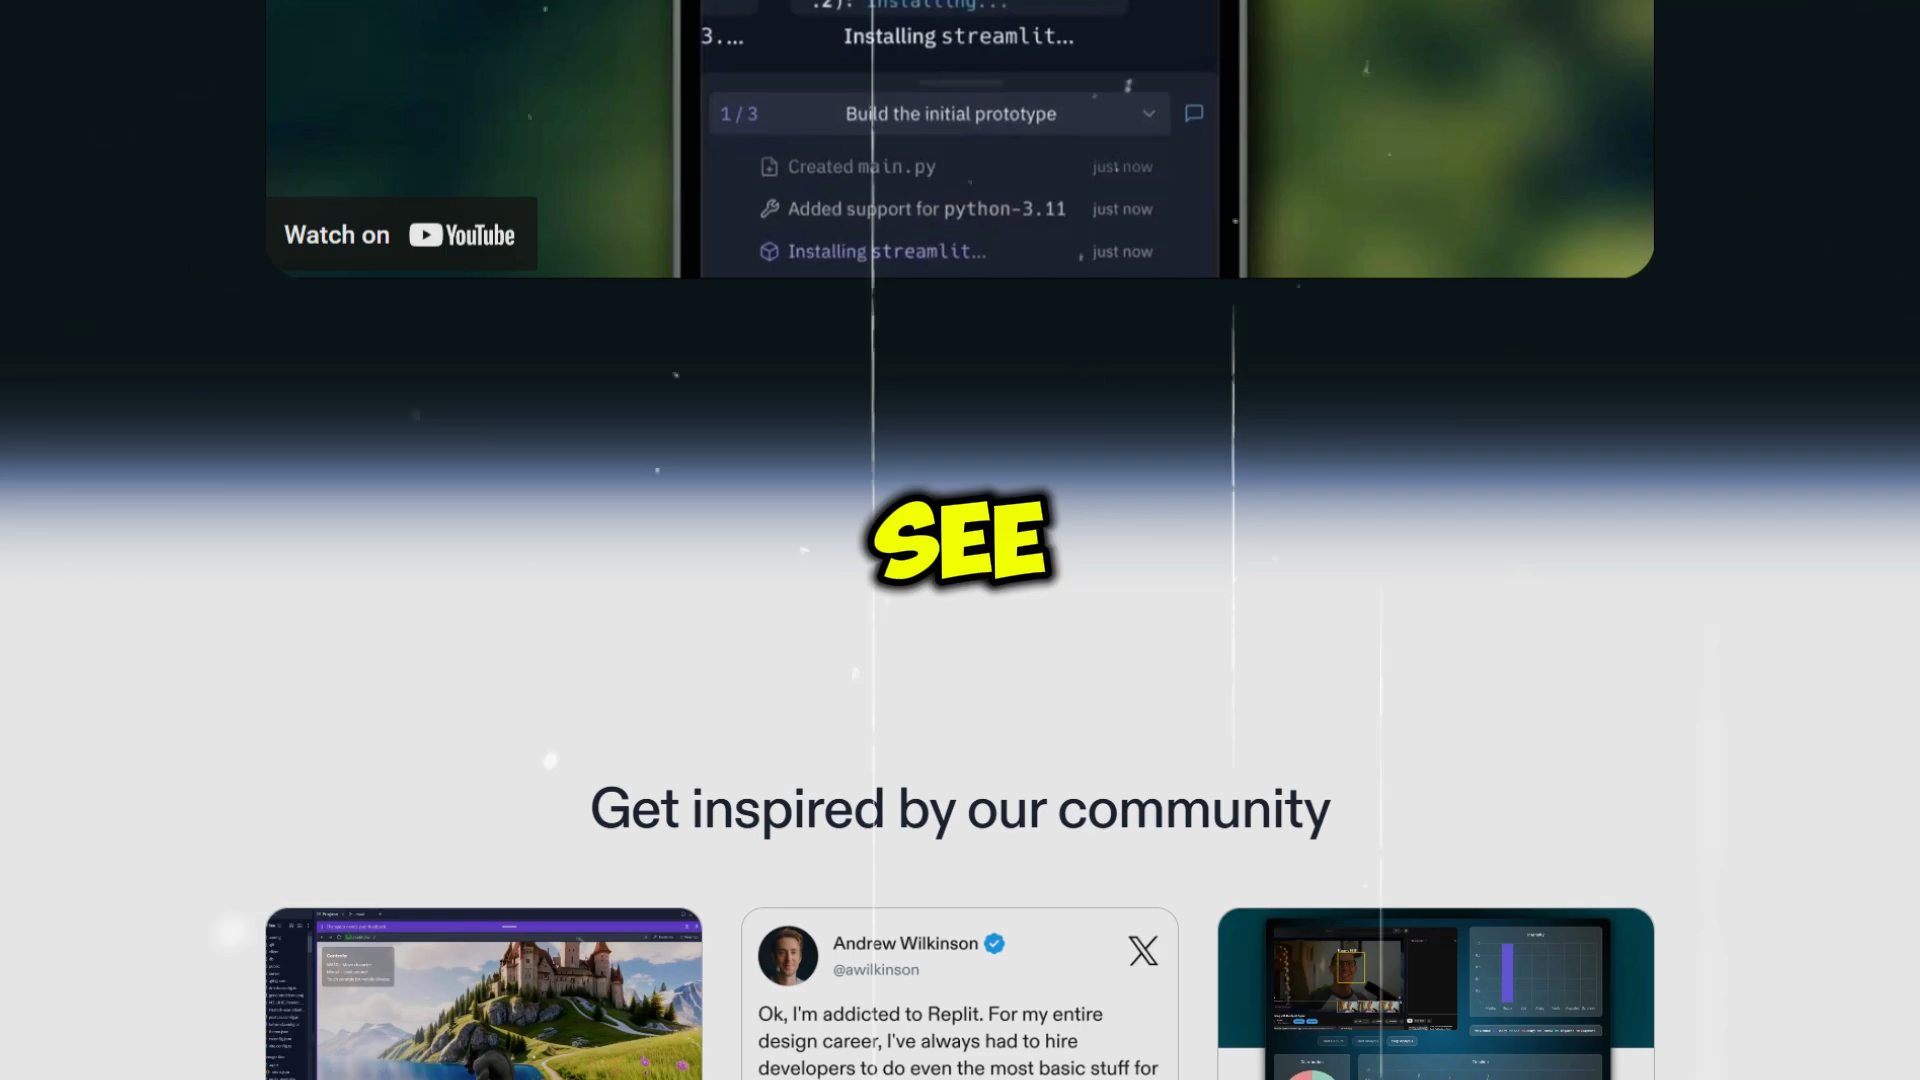 Installing...
3....
Installing streamlit...
1 / 3
Build the initial prototype
Created main.py
just now
Added support for python-3.11
just now
Installing streamlit...
just now
Watch on YouTube
SEE
Get inspired by our community
Andrew Wilkinson
@awilkinson
Ok, I'm addicted to Replit. For my entire
design career, I've always had to hire
developers to do even the most basic stuff for
Controls